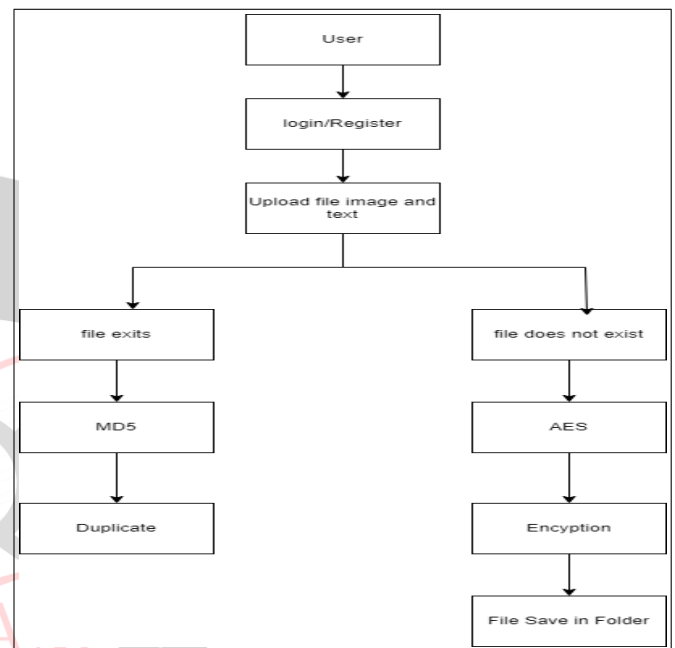 User
login/Register
Upload file image and
text
file exits
file does not exist
MD5
AES
Duplicate
Encyption
File Save in Folder